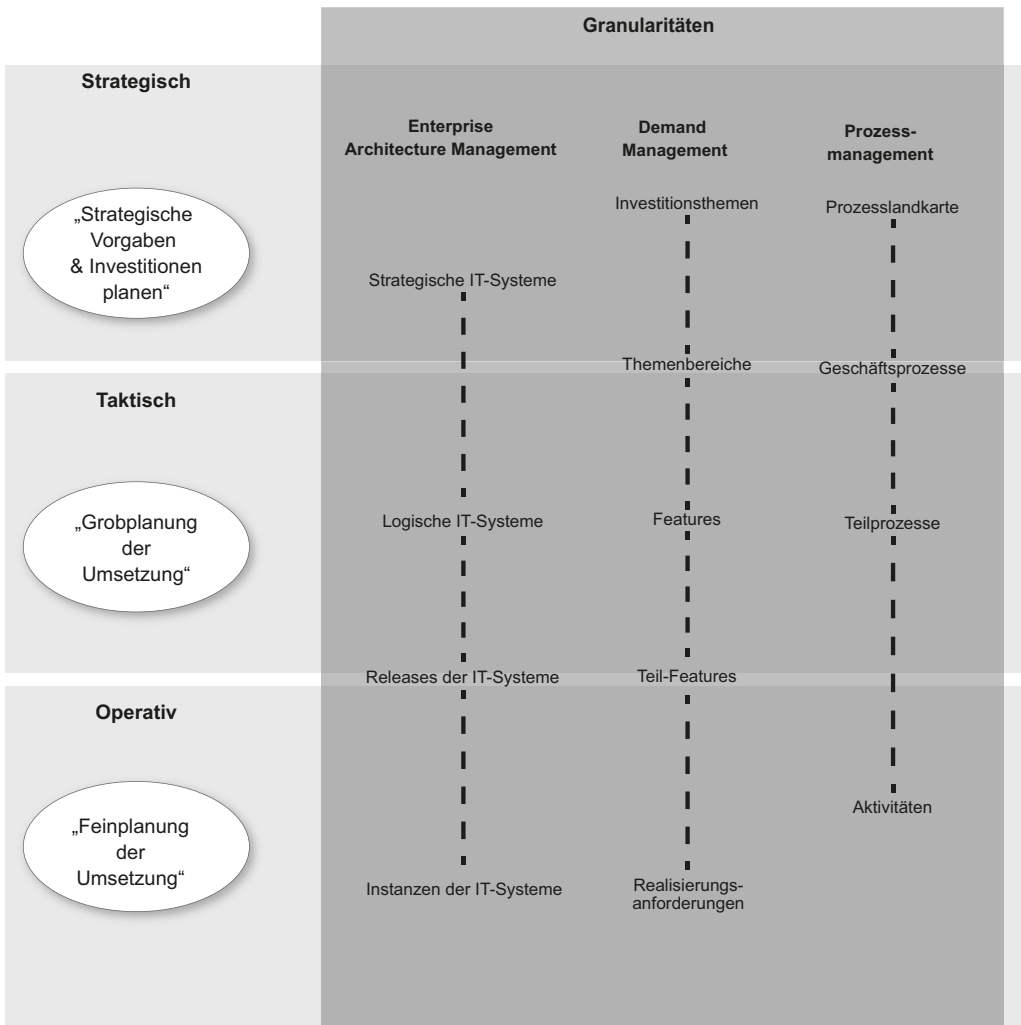 Granularitäten
Strategisch
Enterprise
Architecture Management
Demand
Management
Prozess-
management
„Strategische
Vorgaben
& Investitionen
planen“
Investitionsthemen
Prozesslandkarte
Strategische IT-Systeme
Themenbereiche
Geschäftsprozesse
Taktisch
„Grobplanung
der
Umsetzung“
Logische IT-Systeme
Features
Teilprozesse
Releases der IT-Systeme
Teil-Features
Operativ
„Feinplanung
der
Umsetzung“
Aktivitäten
Instanzen der IT-Systeme
Realisierungs-
anforderungen